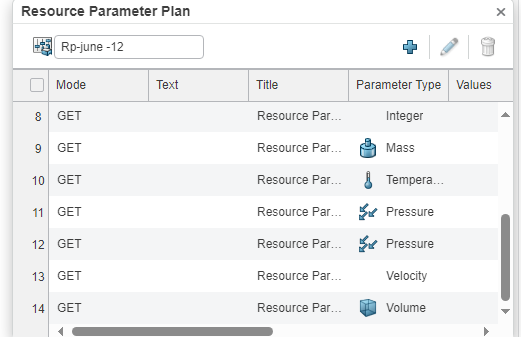 Resource Parameter Plan
Rp-june -12
Mode Text Title Parameter Type Values
8 GET Resource Par... Integer
9 GET Resource Par... Mass
10 GET Resource Par... Tempera...
11 GET Resource Par... Pressure
12 GET Resource Par... Pressure
13 GET Resource Par... Velocity
14 GET Resource Par... Volume